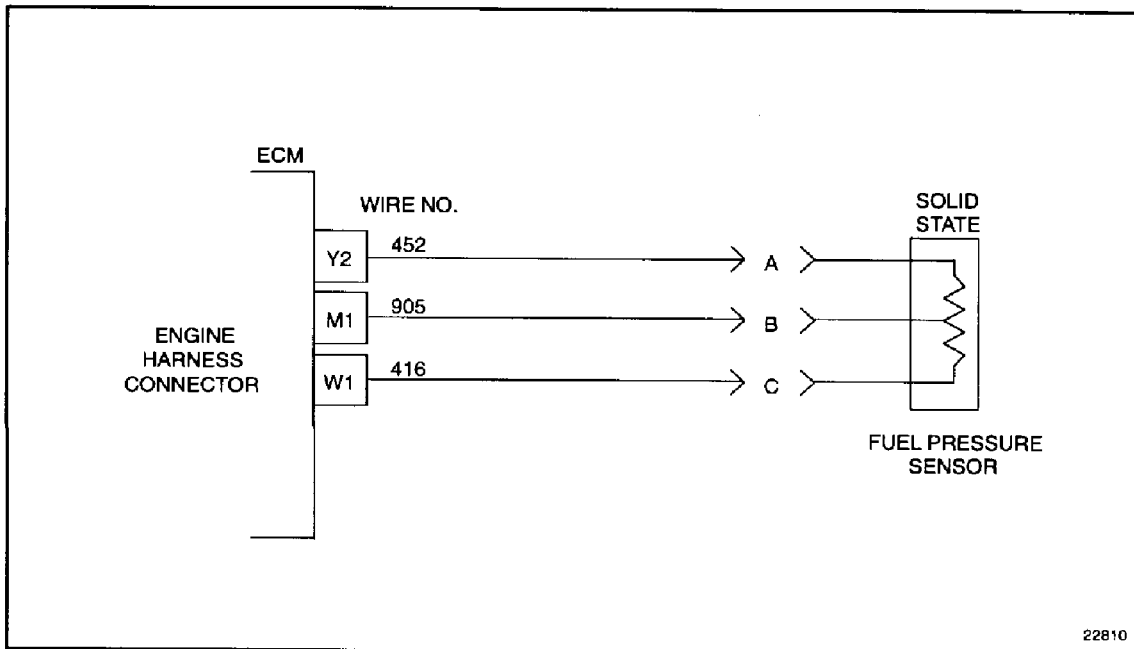 ECM
WIRE NO.
SOLID
STATE
Y2 452 A
M1 905 B
W1 416 C
ENGINE
HARNESS
CONNECTOR
FUEL PRESSURE
SENSOR
22810